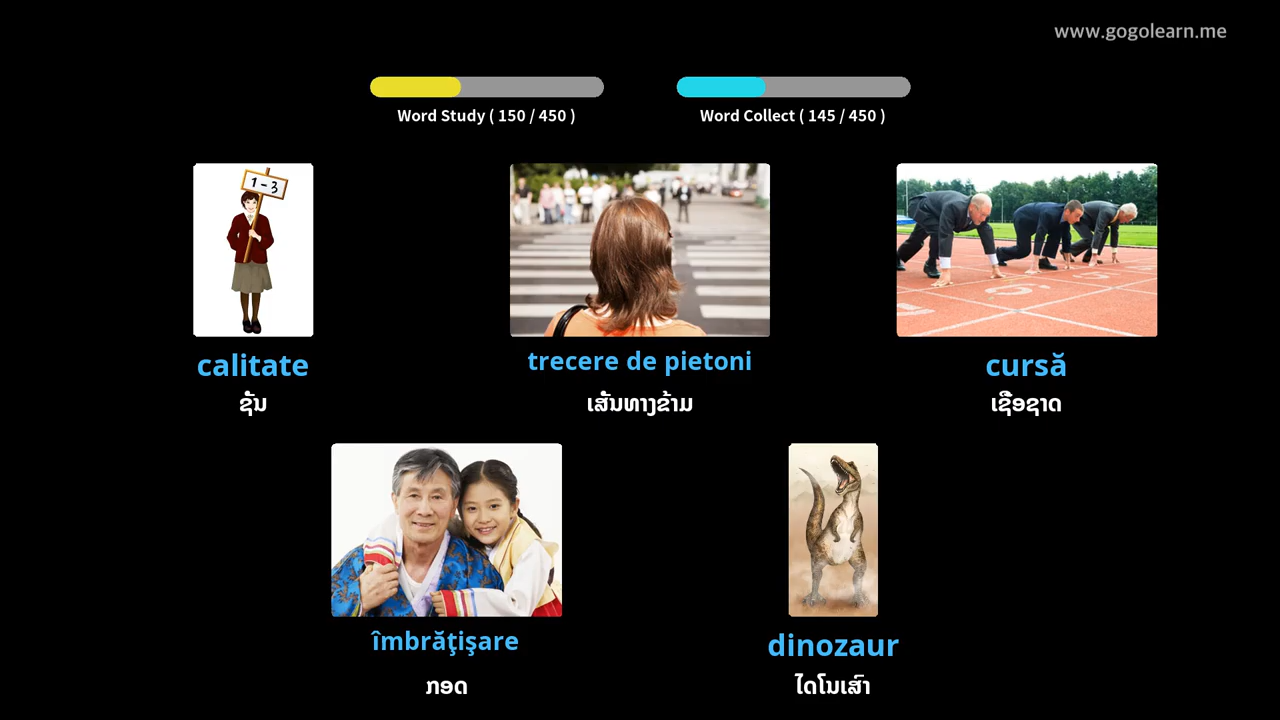 www.gogolearn.me
Word Study ( 150 / 450 )
Word Collect ( 145 / 450 )
1 - 3
calitate
ຊັ້ນ
trecere de pietoni
ເສັ້ນທາງຂ້າມ
cursă
ເຊື້ອຊາດ
îmbrăţişare
ກອດ
dinozaur
ໄດໂນເສົາ